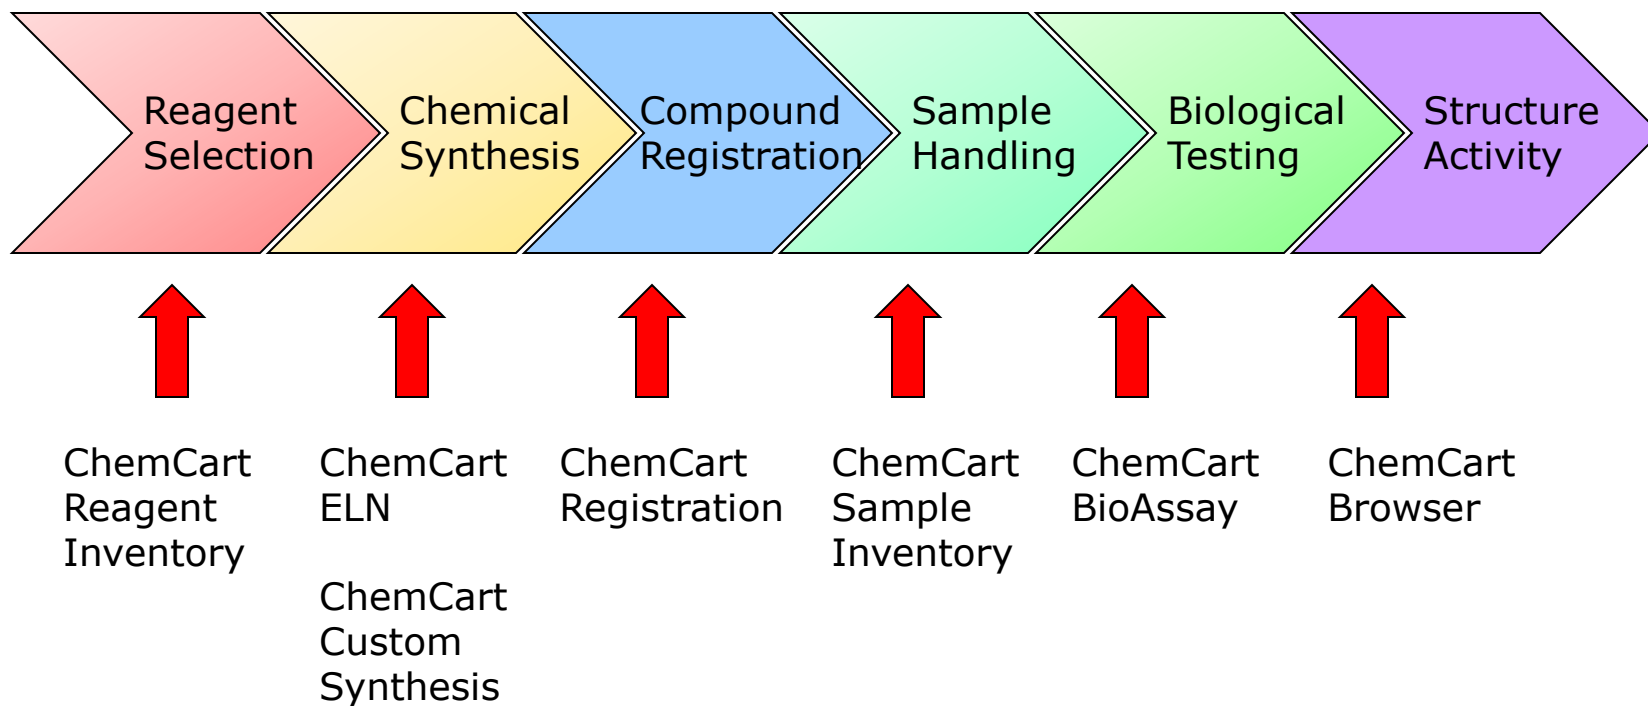 Reagent
Selection
Chemical
Synthesis
Compound
Registration
Sample
Handling
Biological
Testing
Structure
Activity
ChemCart
Reagent
Inventory
ChemCart
ELN
ChemCart
Custom
Synthesis
ChemCart
Registration
ChemCart
Sample
Inventory
ChemCart
BioAssay
ChemCart
Browser